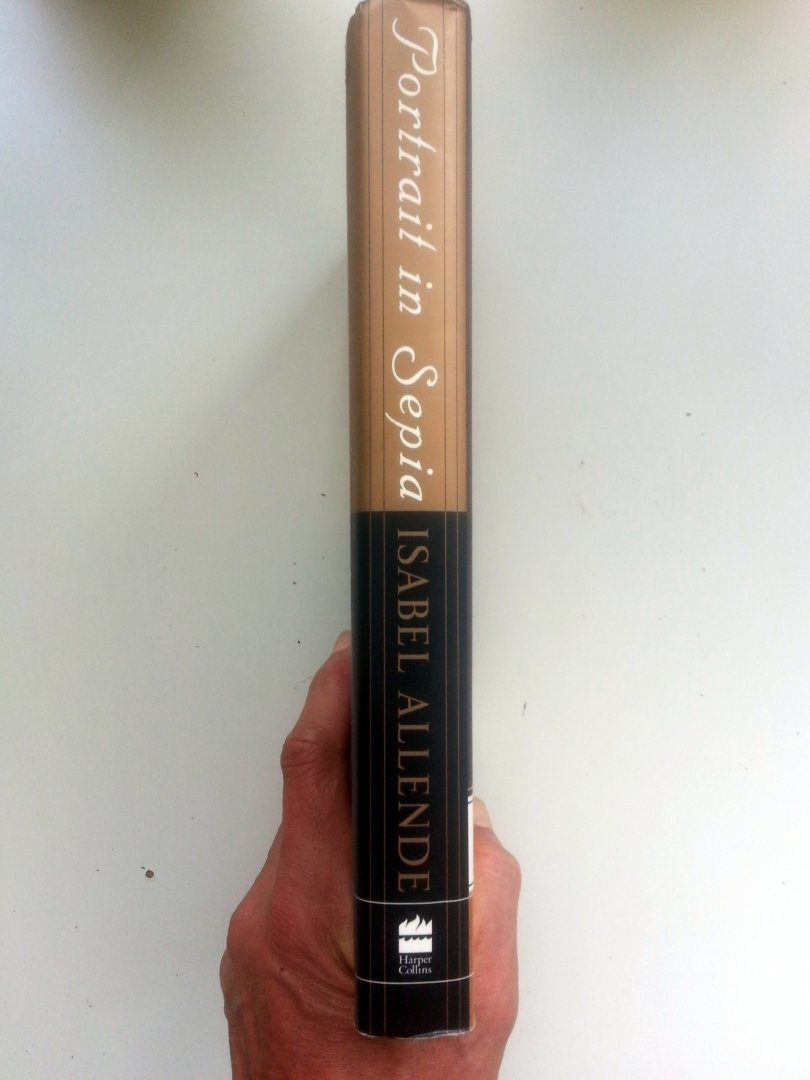 Portrait in Sepia
ISABEL ALLENDE
Harper
Collins